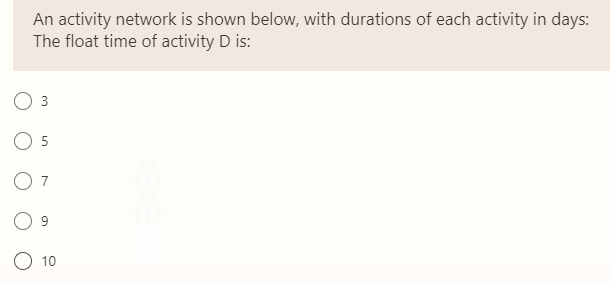 An activity network is shown below, with durations of each activity in days:
The float time of activity D is:
3
5
7
9
10